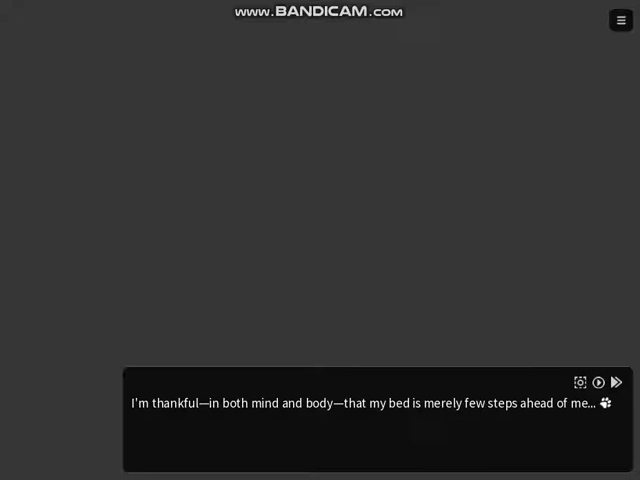 www.BANDICAM.com
I'm thankful—in both mind and body—that my bed is merely few steps ahead of me...